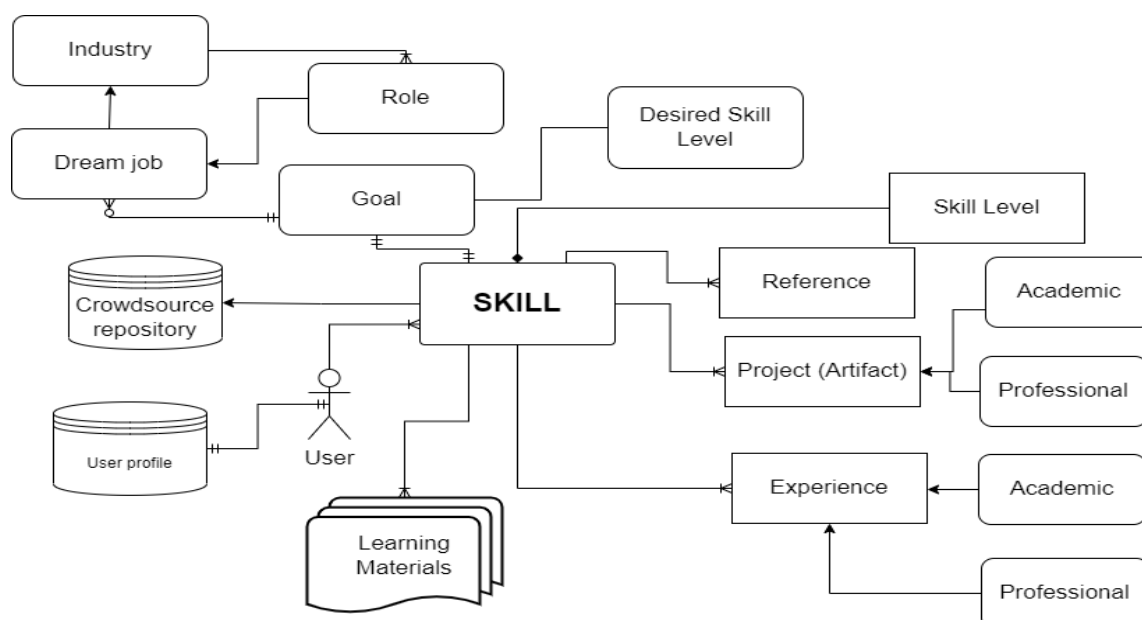 Industry
Role
Desired Skill
Level
Dream job
Goal
Skill Level
Reference
Academic
Crowdsource
repository
SKILL
Project (Artifact)
Professional
User profile
User
Experience
Academic
Learning
Materials
Professional